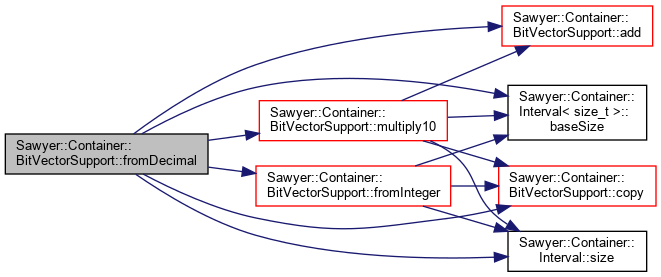 Sawyer::Container::
BitVectorSupport::fromDecimal
Sawyer::Container::
BitVectorSupport::multiply10
Sawyer::Container::
BitVectorSupport::fromInteger
Sawyer::Container::
BitVectorSupport::add
Sawyer::Container::
Interval< size_t >::
baseSize
Sawyer::Container::
BitVectorSupport::copy
Sawyer::Container::
Interval::size